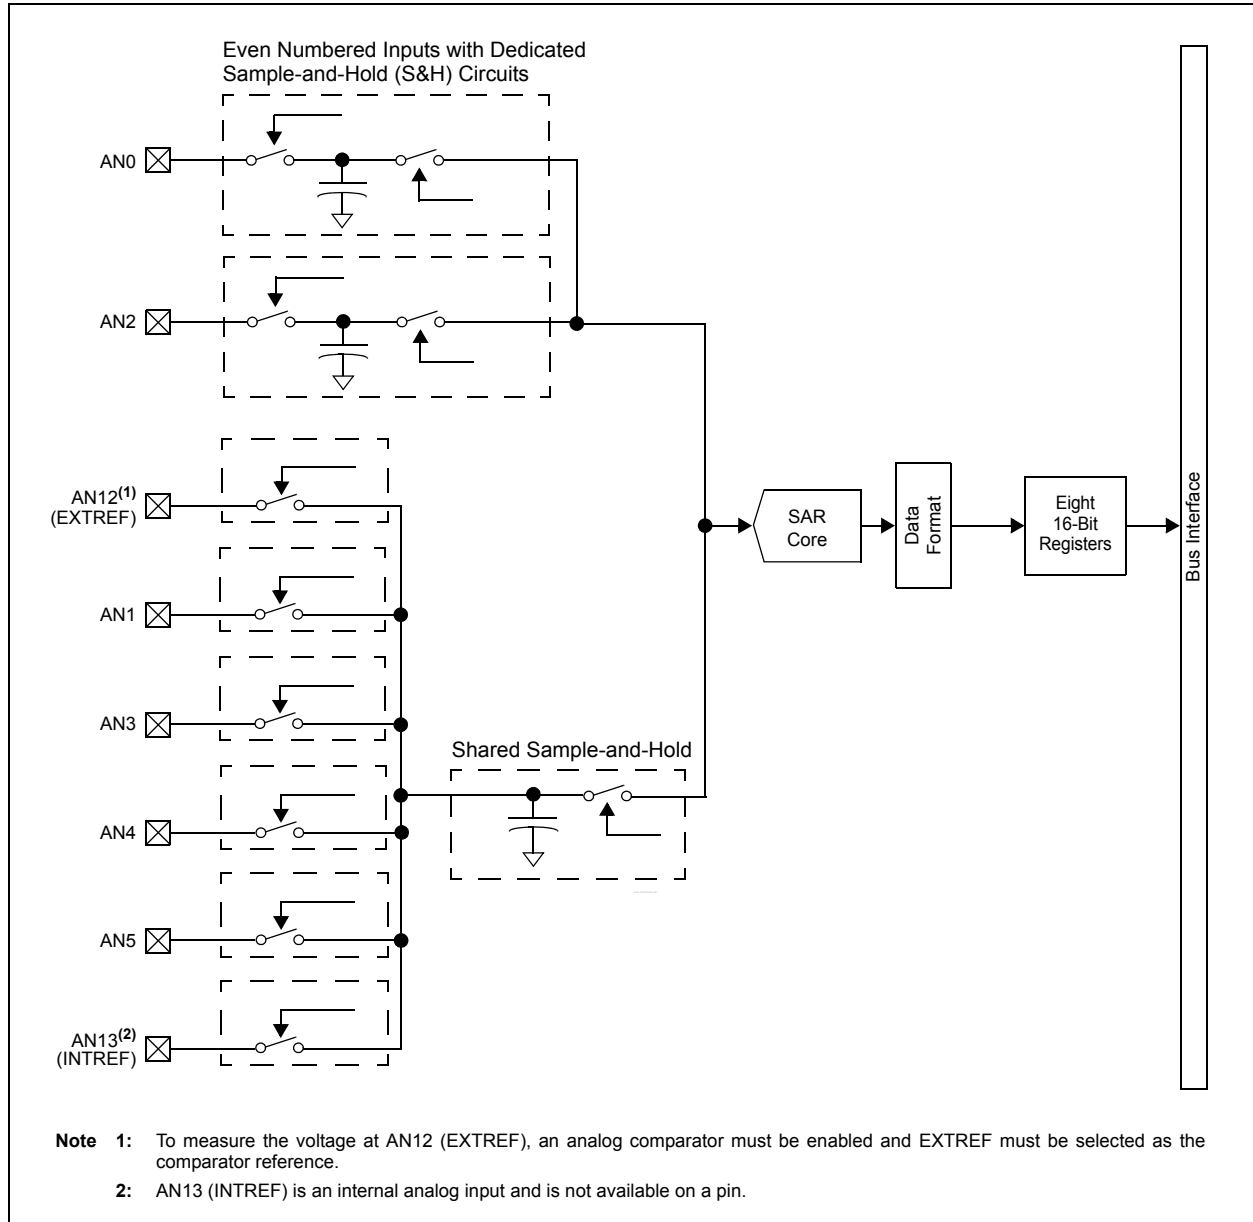 Even Numbered Inputs with Dedicated
Sample-and-Hold (S&H) Circuits
AN0
AN2
AN12(1)
(EXTREF)
AN1
AN3
AN4
AN5
AN13(2)
(INTREF)
Shared Sample-and-Hold
SAR
Core
Data
Format
Eight
16-Bit
Registers
Bus Interface
Note 1: To measure the voltage at AN12 (EXTREF), an analog comparator must be enabled and EXTREF must be selected as the
comparator reference.
2: AN13 (INTREF) is an internal analog input and is not available on a pin.